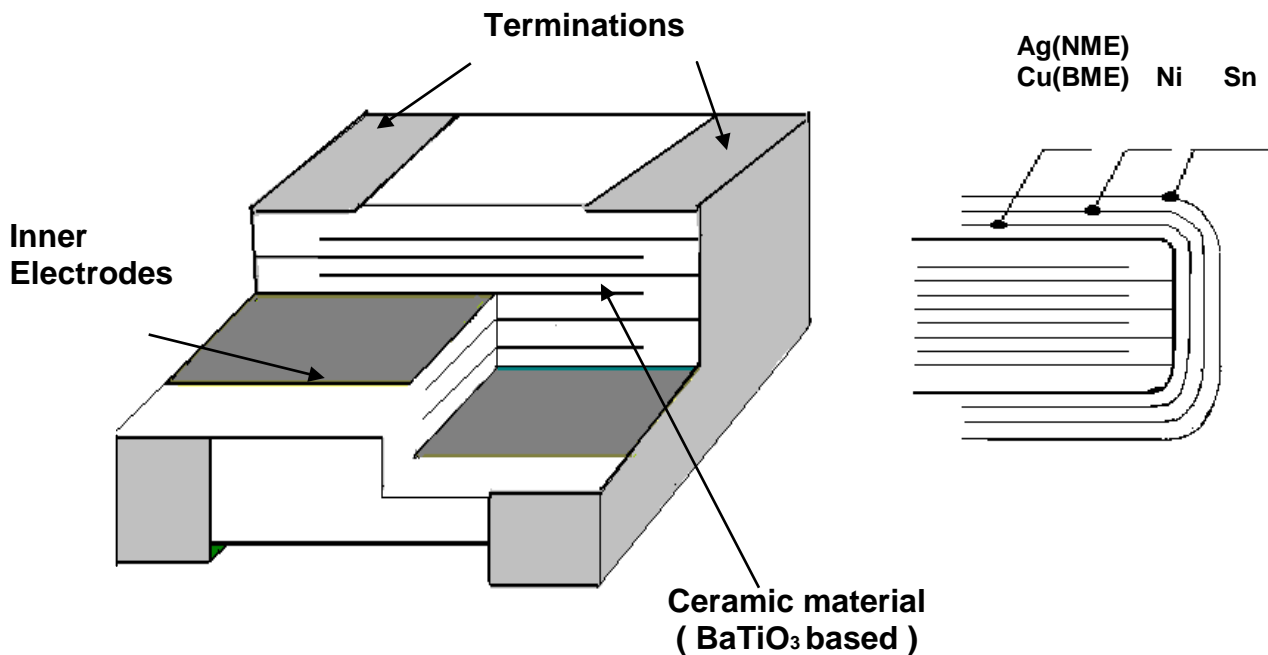 Terminations
Ag(NME)
Cu(BME) Ni Sn
Inner
Electrodes
Ceramic material
( BaTiO₃ based )